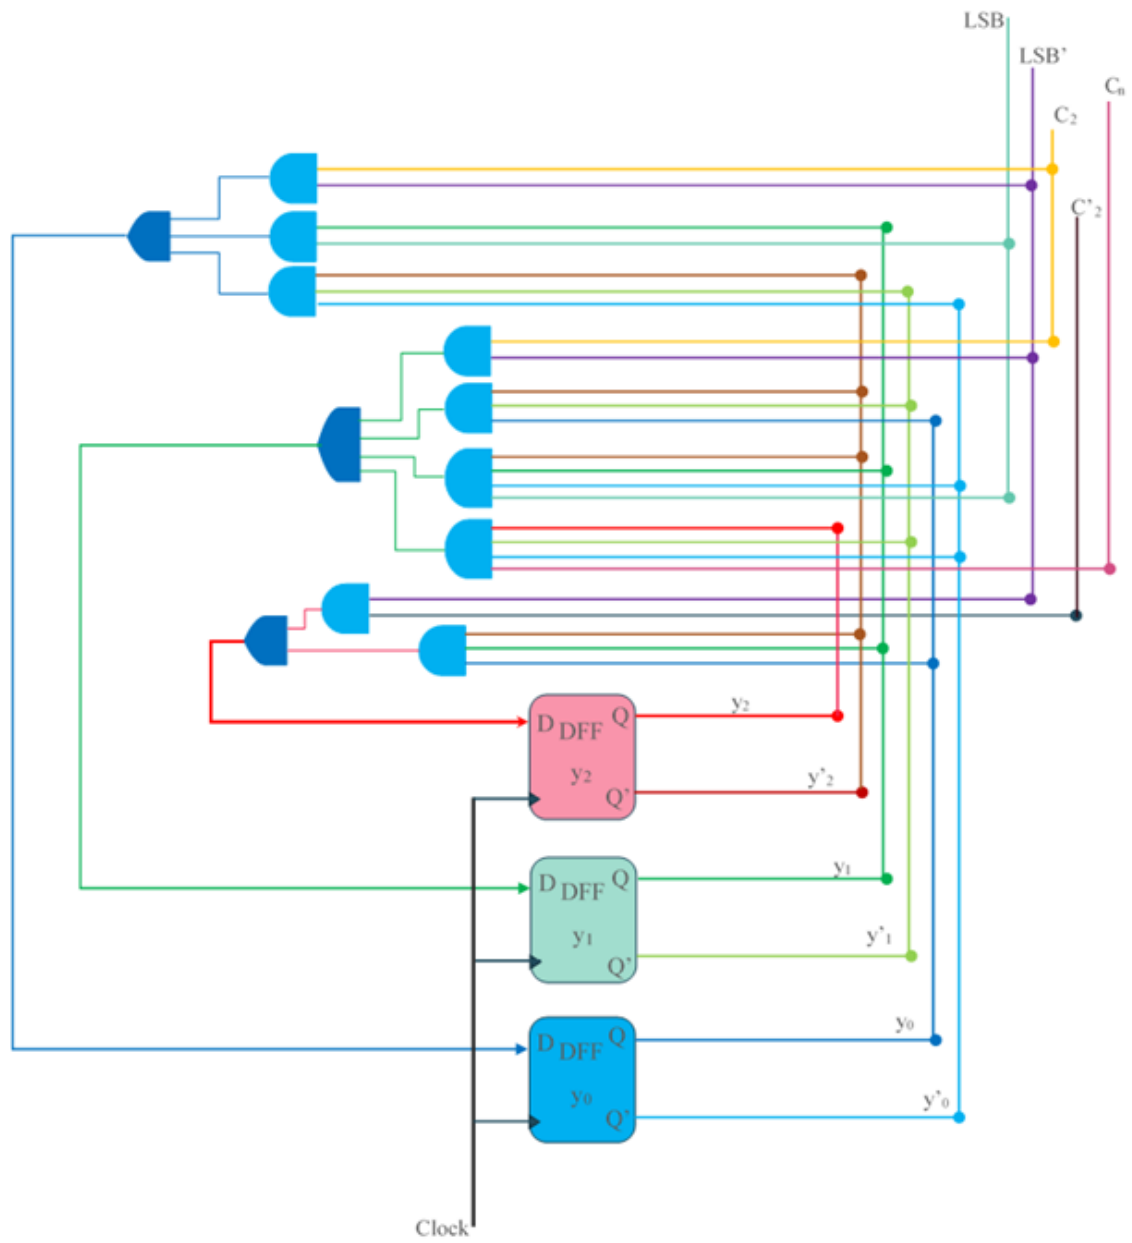 LSB
LSB’
Cₙ
C₂
C’₂
y₂
D DFF Q
y₂
y’₂
Q’
y₁
D DFF Q
y₁
y’₁
Q’
y₀
D DFF Q
y₀
y’₀
Q’
Clock